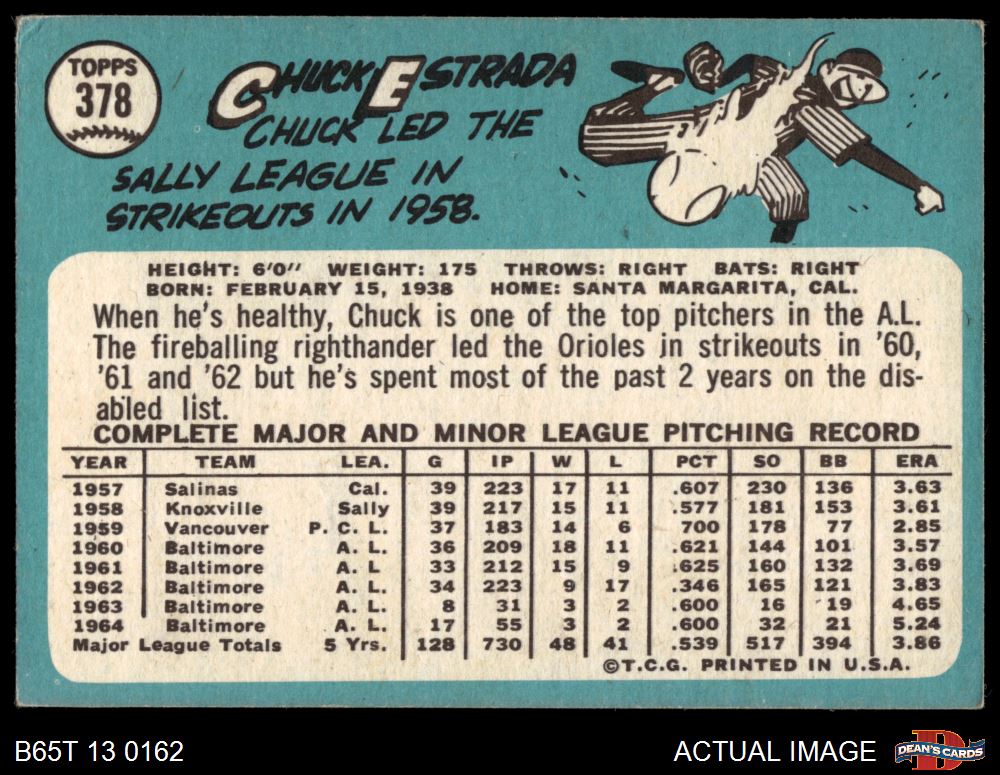 TOPPS
378
CHUCK ESTRADA
CHUCK LED THE
SALLY LEAGUE IN
STRIKEOUTS IN 1958.
HEIGHT: 6'0" WEIGHT: 175 THROWS: RIGHT BATS: RIGHT
BORN: FEBRUARY 15, 1938 HOME: SANTA MARGARITA, CAL.
When he's healthy, Chuck is one of the top pitchers in the A.L.
The fireballing righthander led the Orioles in strikeouts in '60,
'61 and '62 but he's spent most of the past 2 years on the dis-
abled list.
COMPLETE MAJOR AND MINOR LEAGUE PITCHING RECORD
YEAR TEAM LEA. G IP W L PCT SO BB ERA
1957 Salinas Cal. 39 223 17 11 .607 230 136 3.63
1958 Knoxville Sally 39 217 15 11 .577 181 153 3.61
1959 Vancouver P. C. L. 37 183 14 6 700 178 77 2.85
1960 Baltimore A. L. 36 209 18 11 .621 144 101 3.57
1961 Baltimore A. L 33 212 15 9 .625 160 132 3.69
1962 Baltimore A. L. 34 223 9 17 .346 165 121 3.83
1963 Baltimore A. L. 8 31 3 2 .600 16 19 4.65
1964 Baltimore A. L. 17 55 3 2 .600 32 21 5.24
Major League Totals 5 Yrs. 128 730 48 41 .539 517 394 3.86
©T.C.G. PRINTED IN U.S.A.
B65T 13 0162
ACTUAL IMAGE
D
DEAN'S CARDS